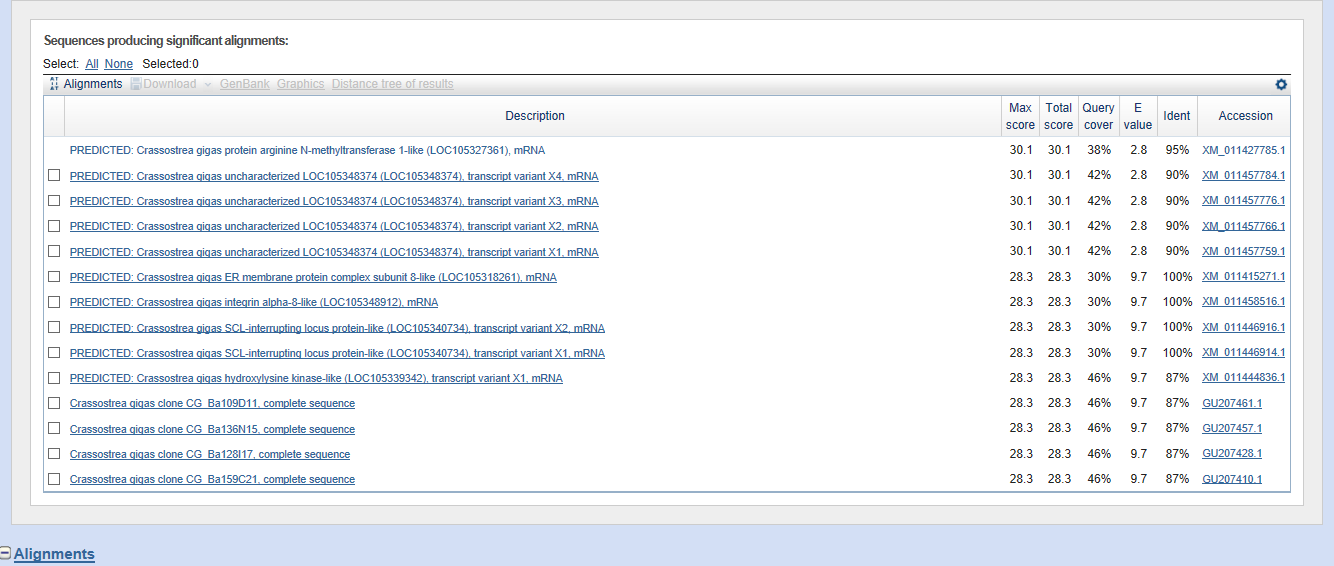 Sequences producing significant alignments:
Select: All None Selected:0
Alignments Download GenBank Graphics Distance tree of results
Description Max score Total score Query cover E value Ident Accession
PREDICTED: Crassostrea gigas protein arginine N-methyltransferase 1-like (LOC105327361), mRNA 30.1 30.1 38% 2.8 95% XM_011427785.1
PREDICTED: Crassostrea gigas uncharacterized LOC105348374 (LOC105348374), transcript variant X4, mRNA 30.1 30.1 42% 2.8 90% XM_011457784.1
PREDICTED: Crassostrea gigas uncharacterized LOC105348374 (LOC105348374), transcript variant X3, mRNA 30.1 30.1 42% 2.8 90% XM_011457776.1
PREDICTED: Crassostrea gigas uncharacterized LOC105348374 (LOC105348374), transcript variant X2, mRNA 30.1 30.1 42% 2.8 90% XM_011457766.1
PREDICTED: Crassostrea gigas uncharacterized LOC105348374 (LOC105348374), transcript variant X1, mRNA 30.1 30.1 42% 2.8 90% XM_011457759.1
PREDICTED: Crassostrea gigas ER membrane protein complex subunit 8-like (LOC105318261), mRNA 28.3 28.3 30% 9.7 100% XM_011415271.1
PREDICTED: Crassostrea gigas integrin alpha-8-like (LOC105348912), mRNA 28.3 28.3 30% 9.7 100% XM_011458516.1
PREDICTED: Crassostrea gigas SCL-interrupting locus protein-like (LOC105340734), transcript variant X2, mRNA 28.3 28.3 30% 9.7 100% XM_011446916.1
PREDICTED: Crassostrea gigas SCL-interrupting locus protein-like (LOC105340734), transcript variant X1, mRNA 28.3 28.3 30% 9.7 100% XM_011446914.1
PREDICTED: Crassostrea gigas hydroxylysine kinase-like (LOC105339342), transcript variant X1, mRNA 28.3 28.3 46% 9.7 87% XM_011444836.1
Crassostrea gigas clone CG_Ba109D11, complete sequence 28.3 28.3 46% 9.7 87% GU207461.1
Crassostrea gigas clone CG_Ba136N15, complete sequence 28.3 28.3 46% 9.7 87% GU207457.1
Crassostrea gigas clone CG_Ba128I17, complete sequence 28.3 28.3 46% 9.7 87% GU207428.1
Crassostrea gigas clone CG_Ba159C21, complete sequence 28.3 28.3 46% 9.7 87% GU207410.1
Alignments